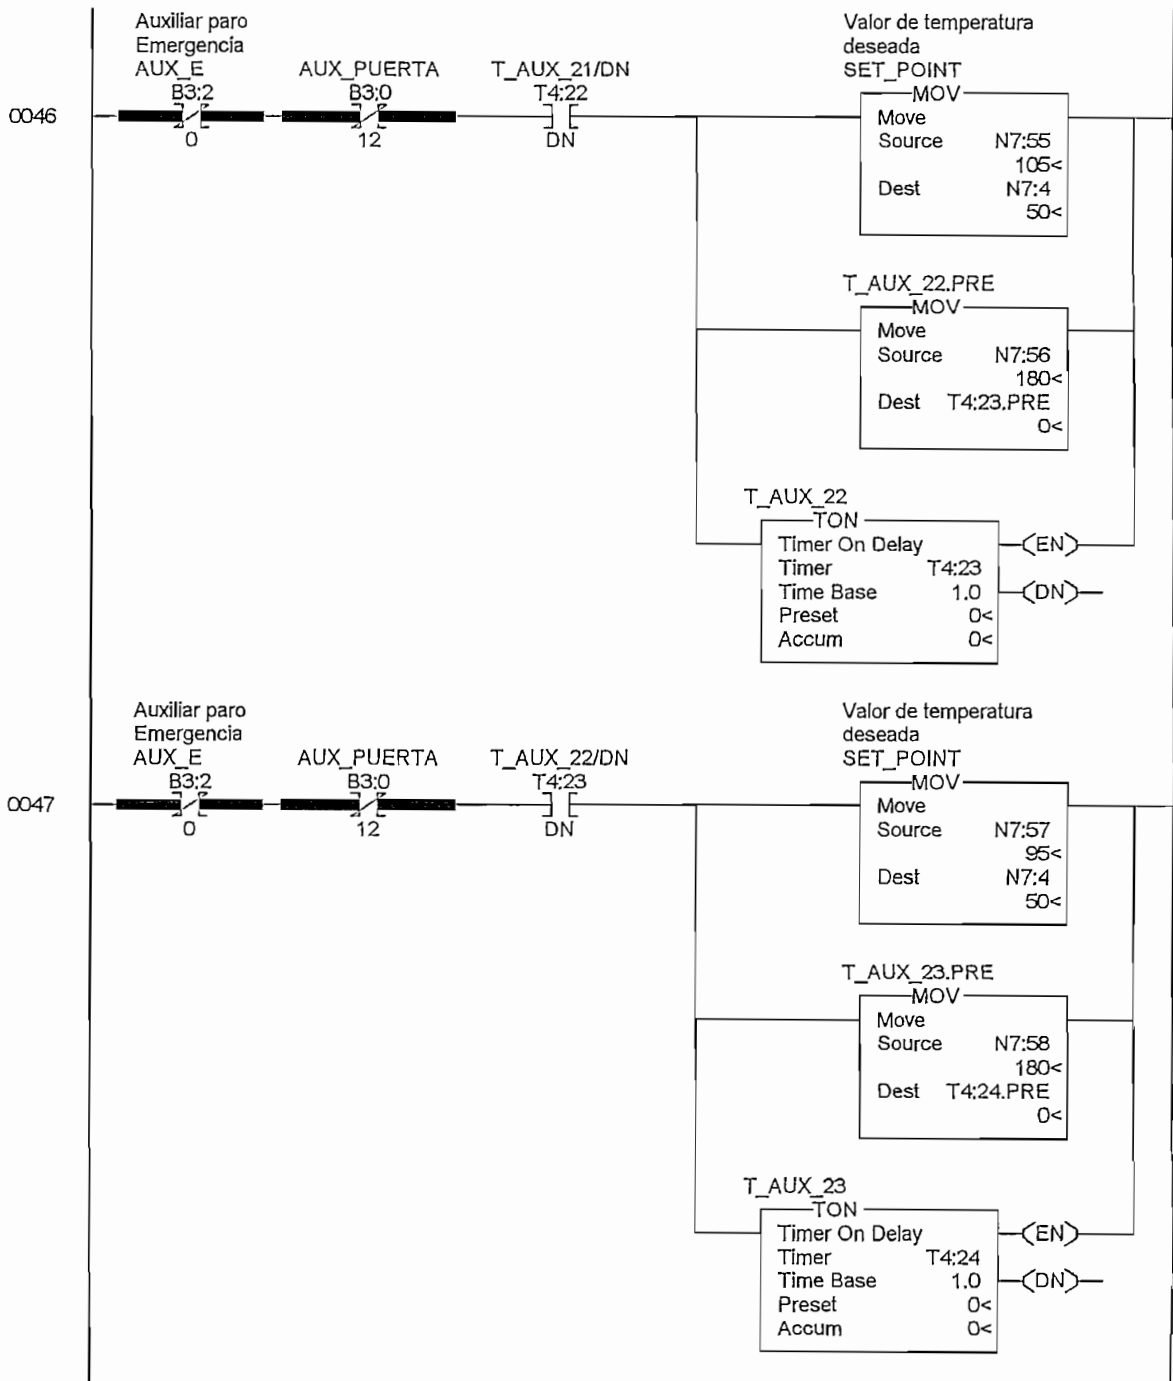 Auxiliar paro
Emergencia
AUX_E
B3:2
0
AUX_PUERTA
B3:0
12
T_AUX_21/DN
T4:22
DN
0046
Valor de temperatura
deseada
SET_POINT
MOV
Move
Source N7:55
105<
Dest N7:4
50<
T_AUX_22.PRE
MOV
Move
Source N7:56
180<
Dest T4:23.PRE
0<
T_AUX_22
TON
Timer On Delay
Timer T4:23
Time Base 1.0
Preset 0<
Accum 0<
EN
DN
Auxiliar paro
Emergencia
AUX_E
B3:2
0
AUX_PUERTA
B3:0
12
T_AUX_22/DN
T4:23
DN
0047
Valor de temperatura
deseada
SET_POINT
MOV
Move
Source N7:57
95<
Dest N7:4
50<
T_AUX_23.PRE
MOV
Move
Source N7:58
180<
Dest T4:24.PRE
0<
T_AUX_23
TON
Timer On Delay
Timer T4:24
Time Base 1.0
Preset 0<
Accum 0<
EN
DN